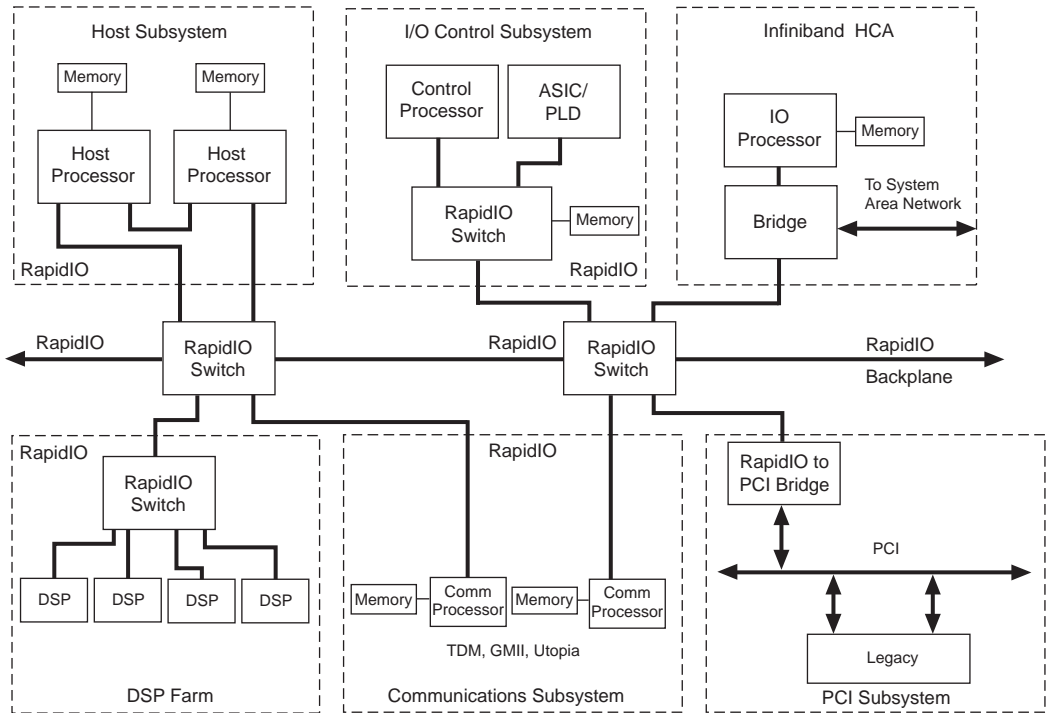 Host Subsystem
Memory
Memory
Host
Processor
Host
Processor
RapidIO
I/O Control Subsystem
Control
Processor
ASIC/
PLD
RapidIO
Switch
Memory
RapidIO
Infiniband HCA
IO
Processor
Memory
Bridge
To System
Area Network
RapidIO
RapidIO
Switch
RapidIO
RapidIO
Switch
RapidIO
Backplane
RapidIO
RapidIO
Switch
DSP
DSP
DSP
DSP
DSP Farm
RapidIO
Memory
Comm
Processor
Memory
Comm
Processor
TDM, GMII, Utopia
Communications Subsystem
RapidIO to
PCI Bridge
PCI
Legacy
PCI Subsystem